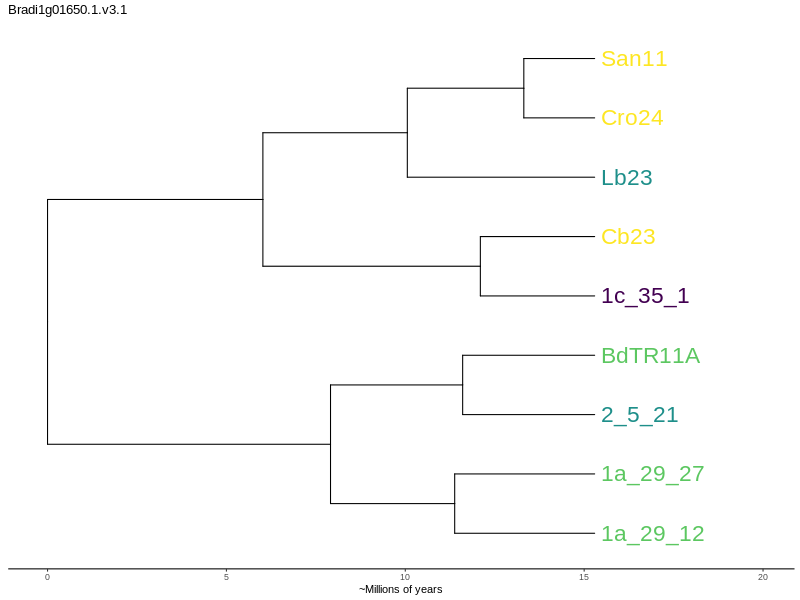 Bradi1g01650.1.v3.1
San11
Cro24
Lb23
Cb23
1c_35_1
BdTR11A
2_5_21
1a_29_27
1a_29_12
0 5 10 15 20
~Millions of years